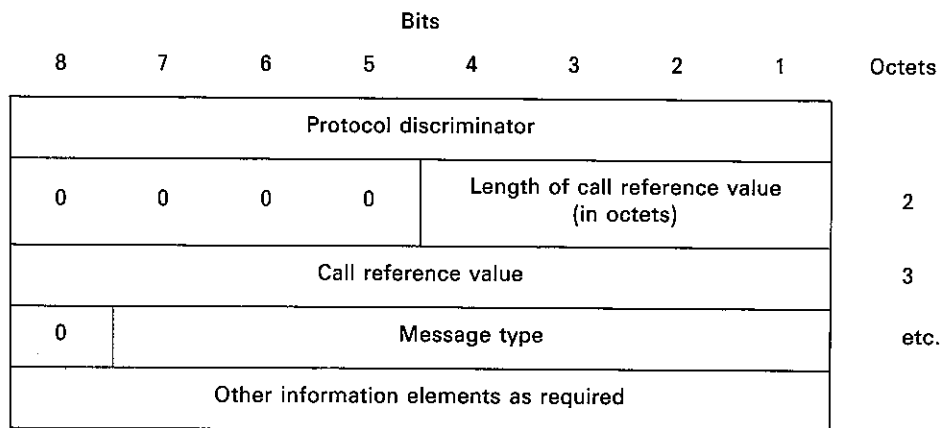 Bits
8 7 6 5 4 3 2 1 Octets
Protocol discriminator
0 0 0 0 Length of call reference value
(in octets) 2
Call reference value 3
0 Message type etc.
Other information elements as required